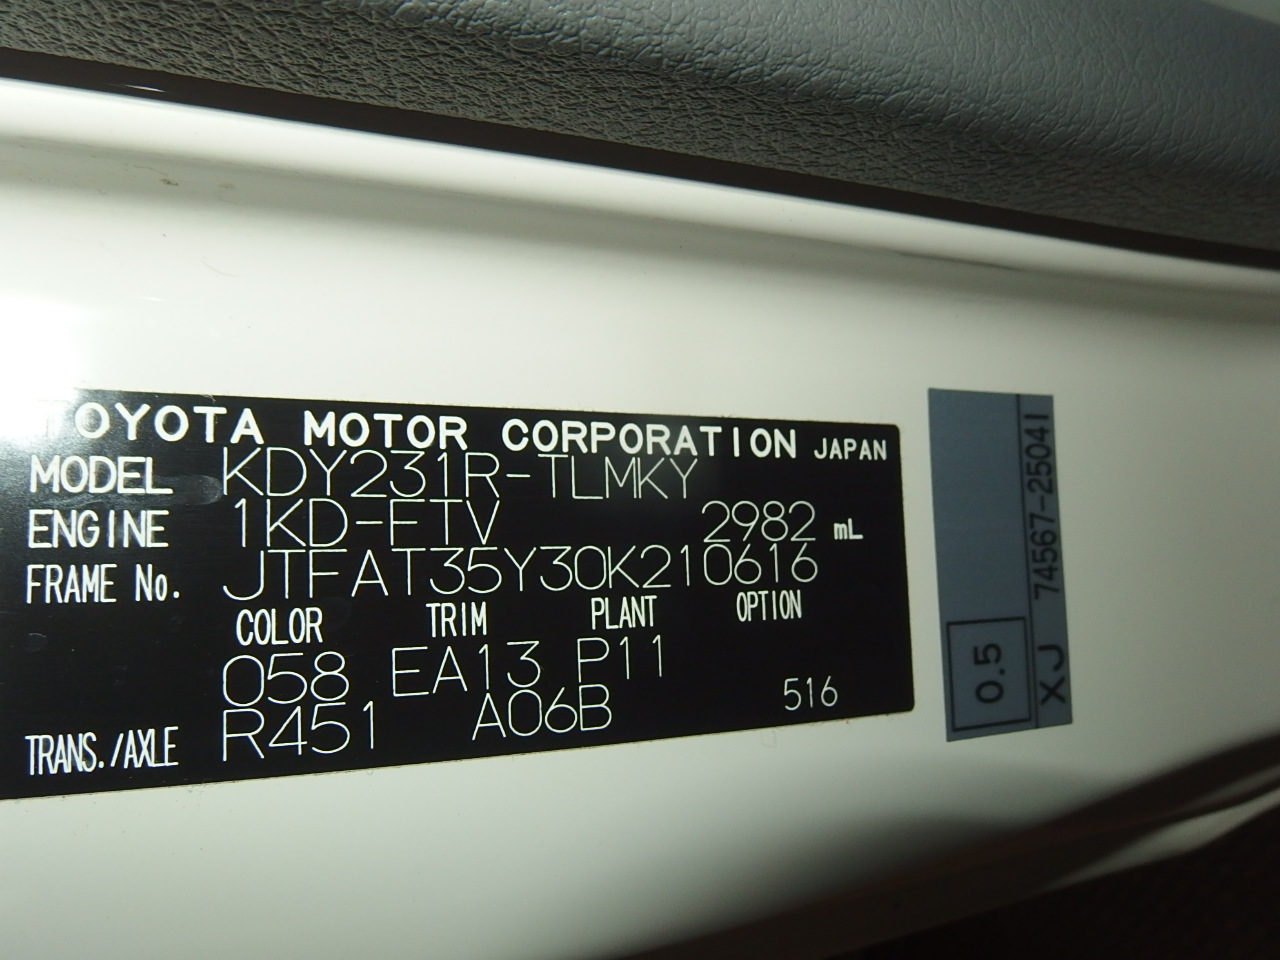 TOYOTA MOTOR CORPORATION JAPAN
MODEL KDY231R-TLMKY
ENGINE 1KD-FTV 2982 mL
FRAME No. JTFAT35Y30K210616
COLOR TRIM PLANT OPTION
058 EA13 P11
TRANS./AXLE R451 A06B 516
0.5
XJ 74567-25041